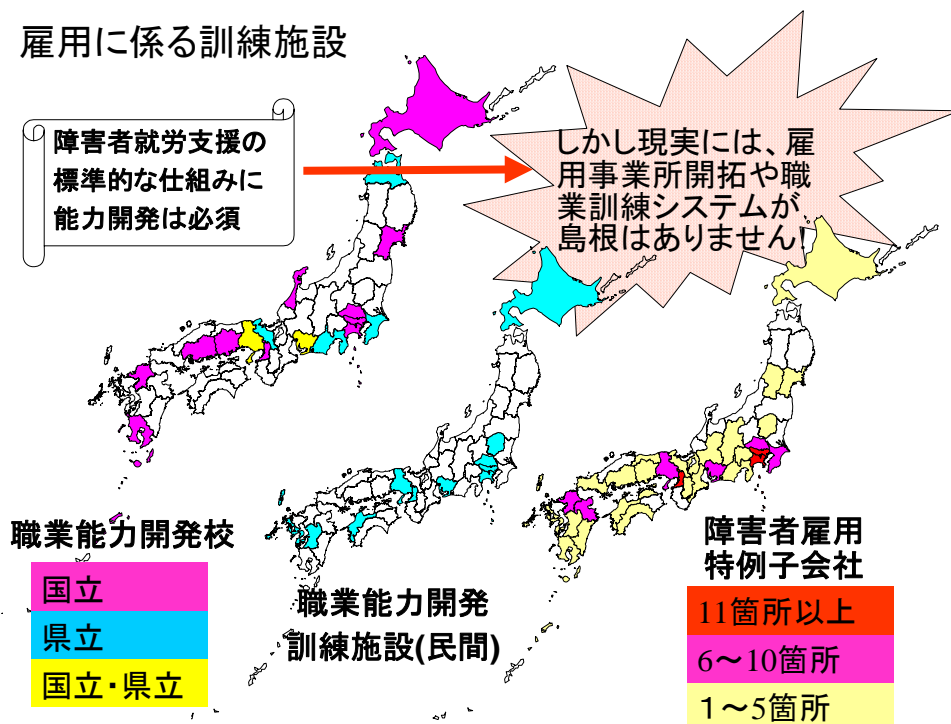 雇用に係る訓練施設
障害者就労支援の
標準的な仕組みに
能力開発は必須
しかし現実には、雇
用事業所開拓や職
業訓練システムが
島根はありません!
職業能力開発校
国立
県立
国立・県立
職業能力開発
訓練施設(民間)
障害者雇用
特例子会社
11箇所以上
6～10箇所
１～5箇所